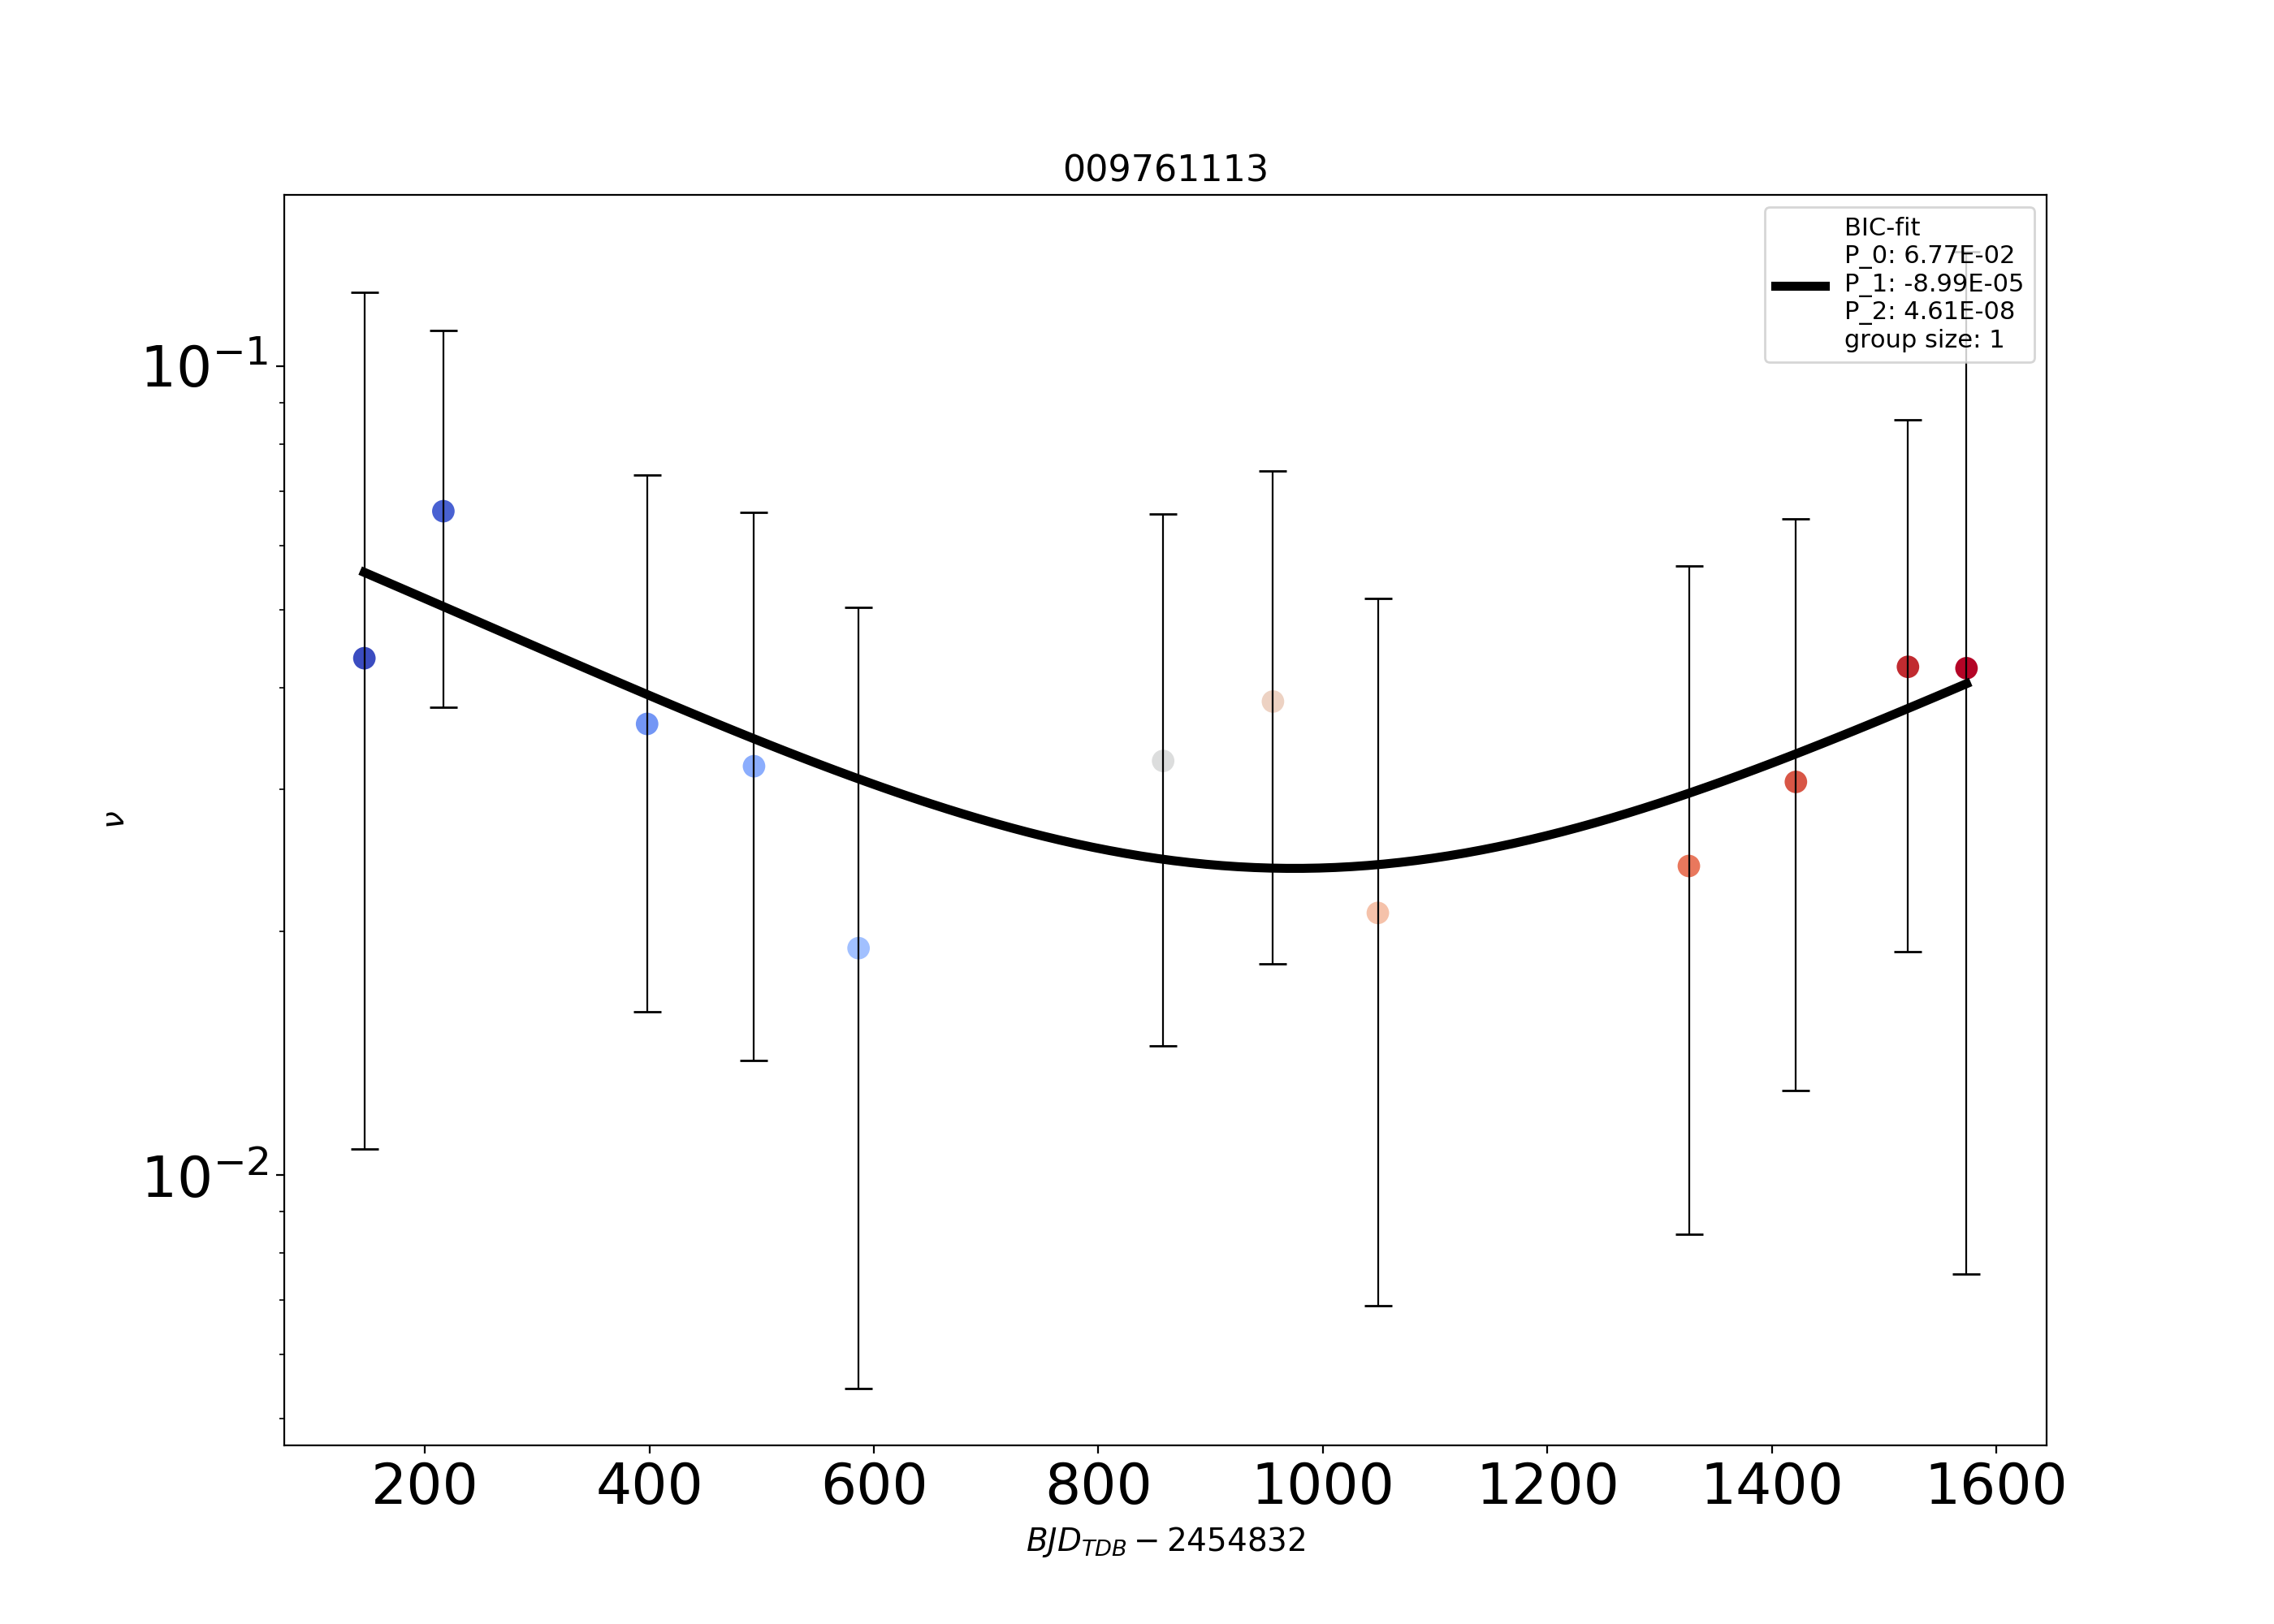 009761113
BIC-fit
P_0: 6.77E-02
P_1: -8.99E-05
P_2: 4.61E-08
group size: 1
10⁻¹
10⁻²
ν
200 400 600 800 1000 1200 1400 1600
BJD_TDB − 2454832